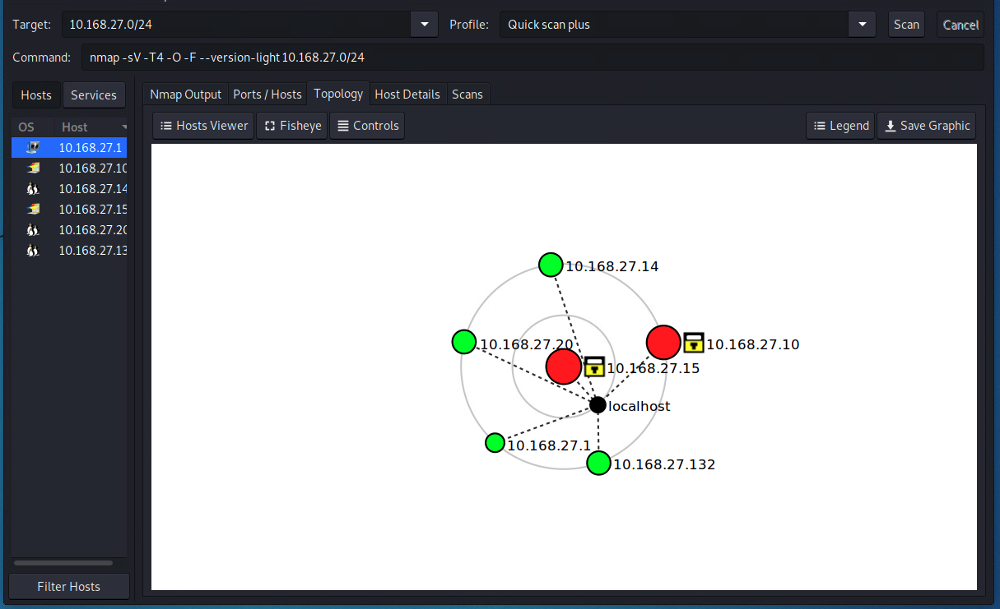 Target: 10.168.27.0/24 Profile: Quick scan plus Scan Cancel
Command: nmap -sV -T4 -O -F --version-light 10.168.27.0/24
Hosts Services Nmap Output Ports / Hosts Topology Host Details Scans
OS Host
10.168.27.1
10.168.27.10
10.168.27.14
10.168.27.15
10.168.27.20
10.168.27.13
Hosts Viewer Fisheye Controls Legend Save Graphic
10.168.27.14
10.168.27.20
10.168.27.10
10.168.27.15
localhost
10.168.27.1
10.168.27.132
Filter Hosts